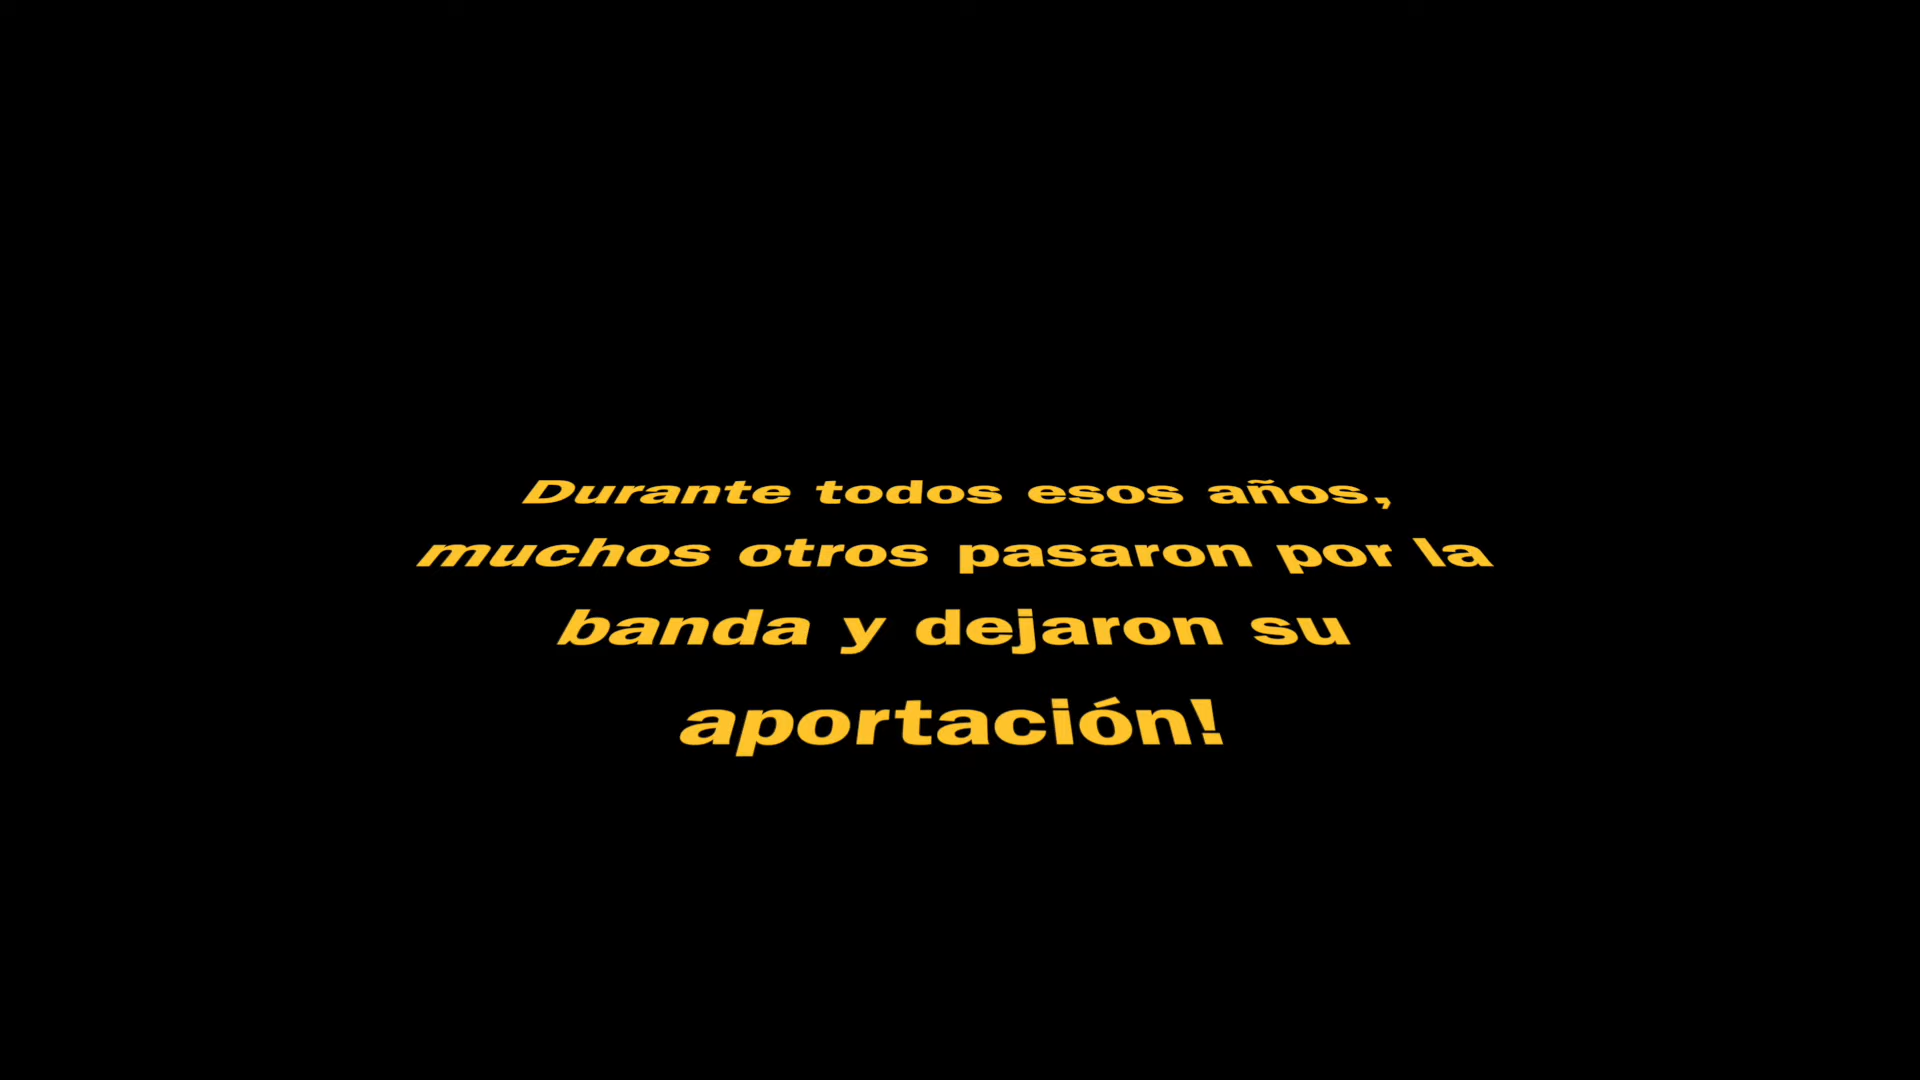 Durante todos esos años,
muchos otros pasaron por la
banda y dejaron su
aportación!